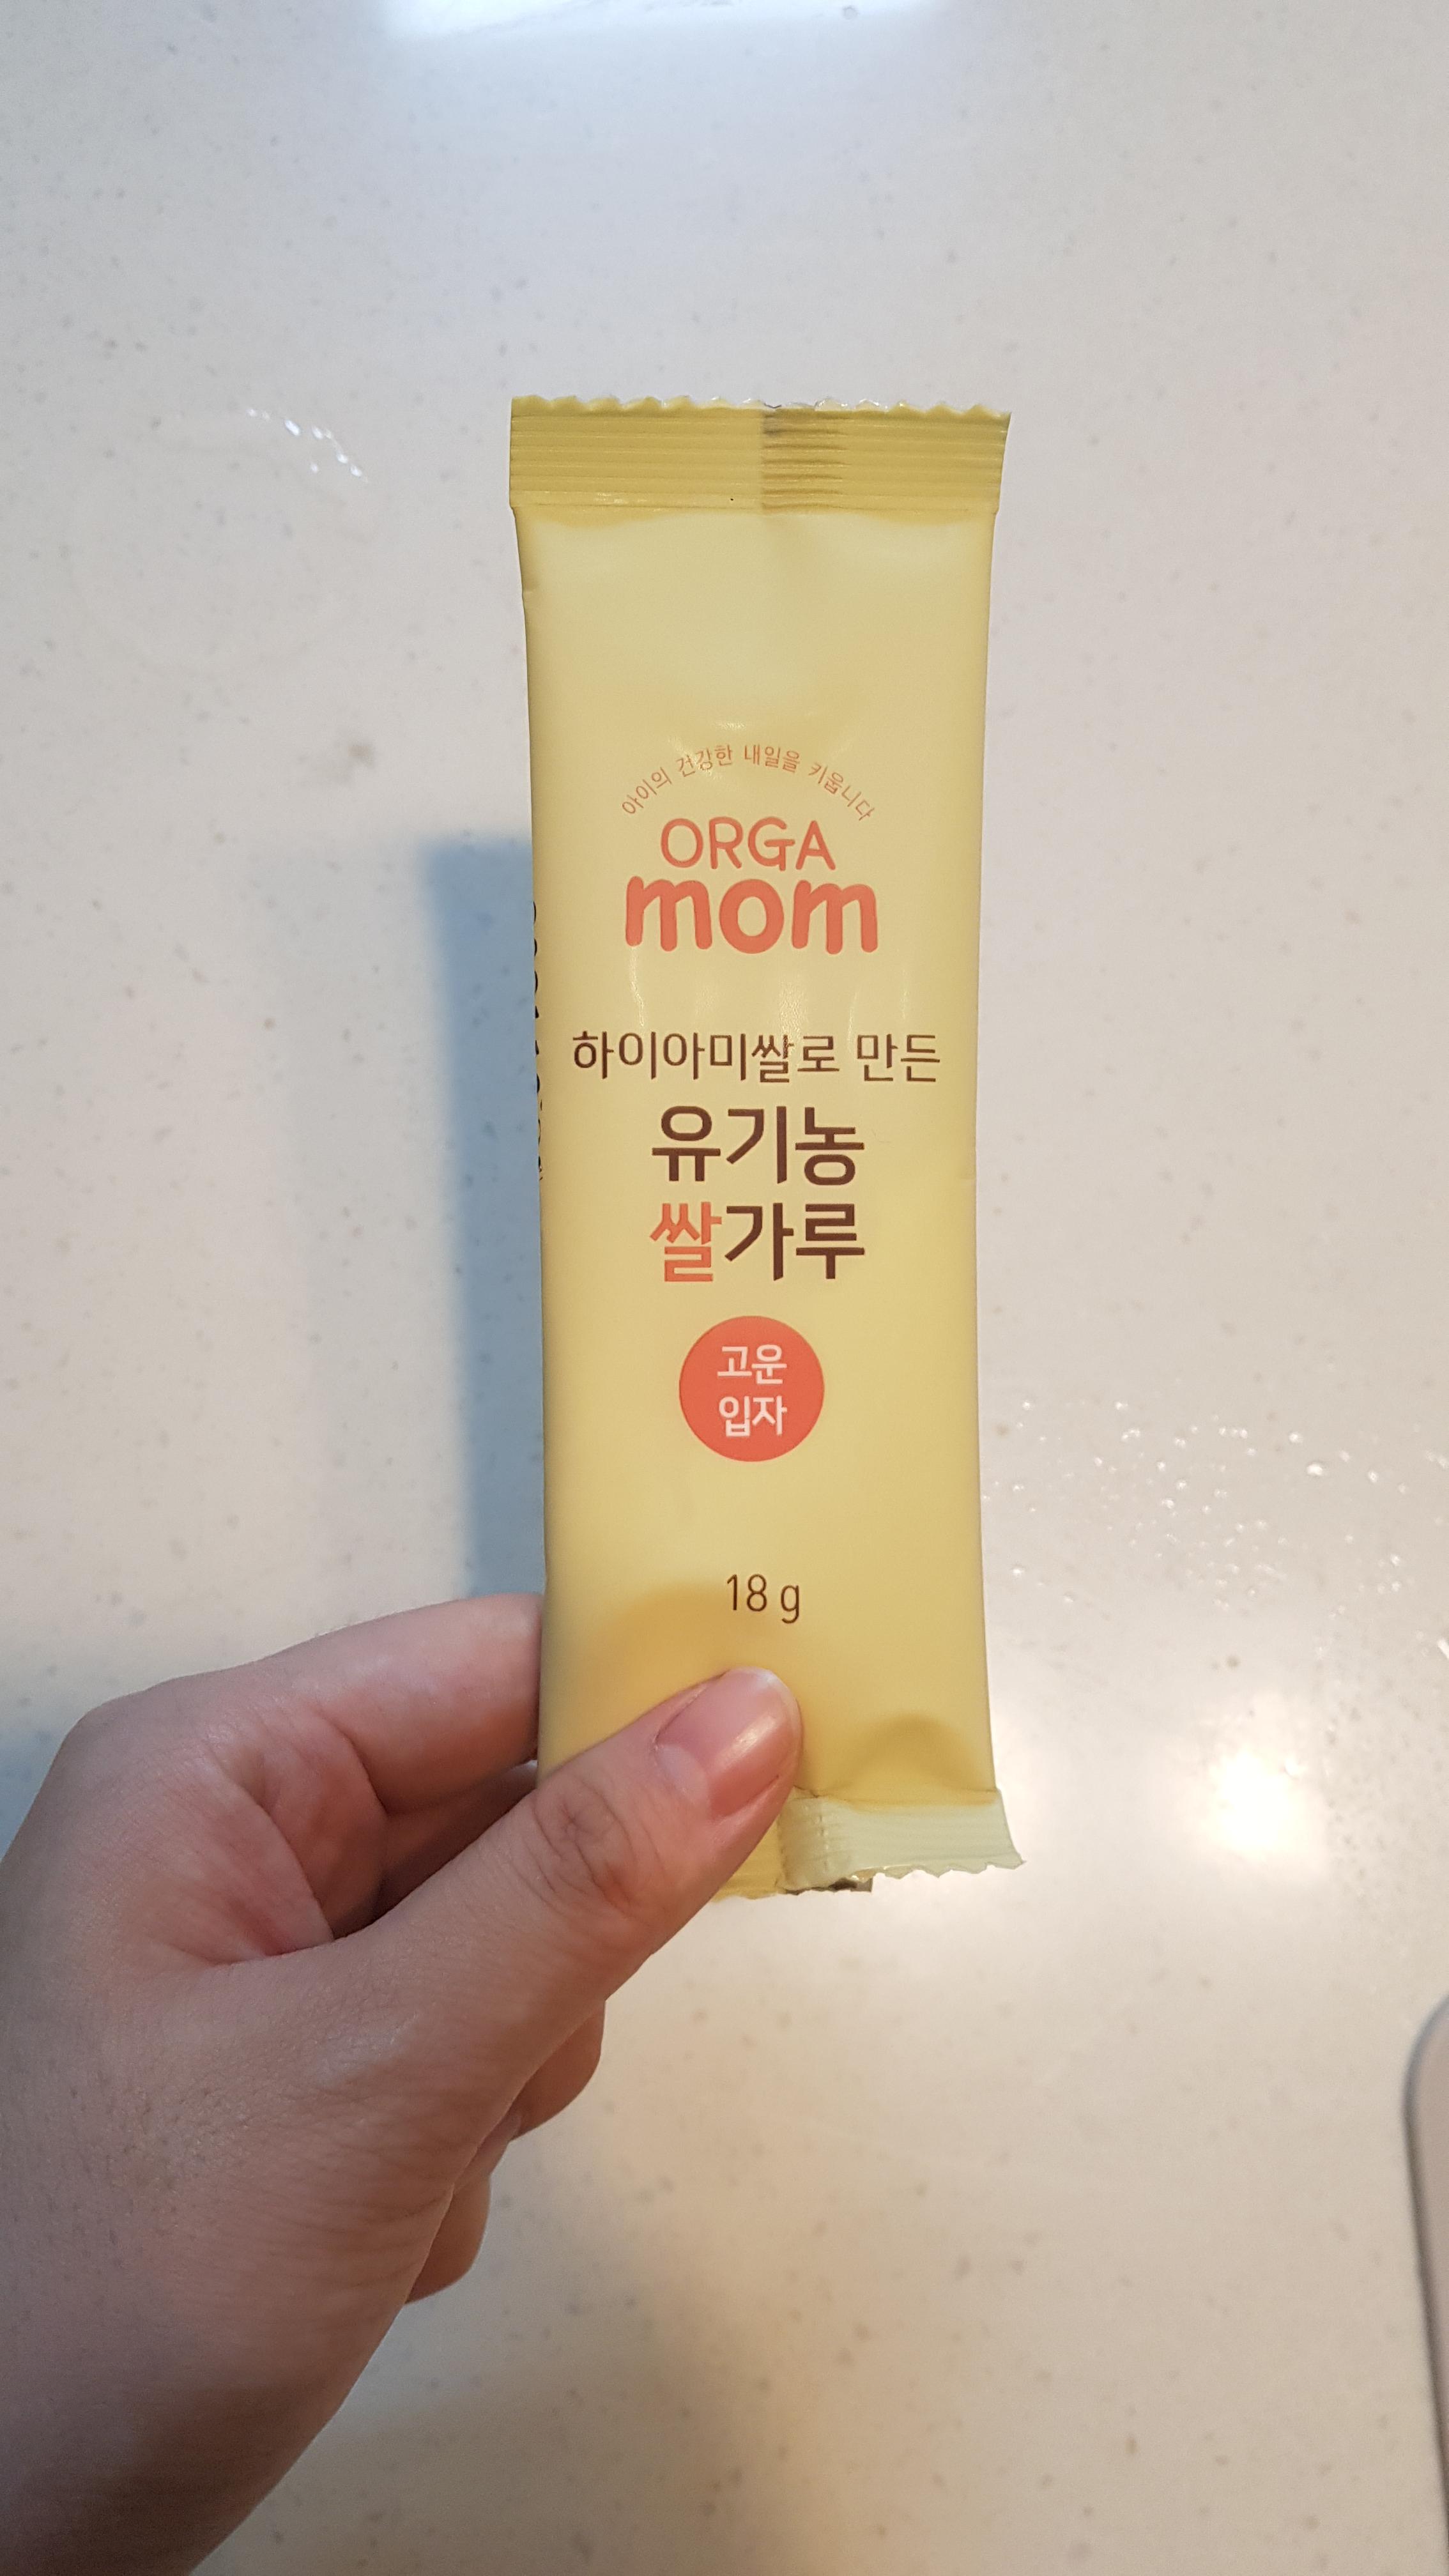 아이의 건강한 내일을 키웁니다
ORGA
mom
하이아미쌀로 만든
유기농
쌀가루
고운
입자
18 g